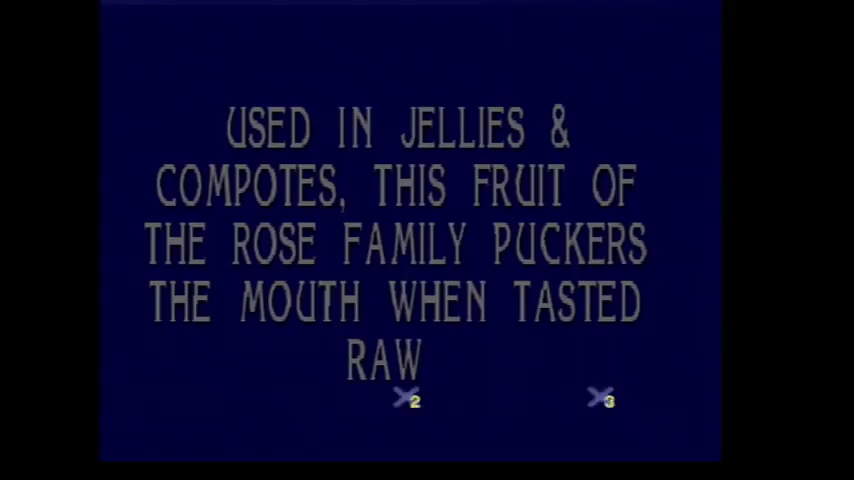 USED IN JELLIES &
COMPOTES, THIS FRUIT OF
THE ROSE FAMILY PUCKERS
THE MOUTH WHEN TASTED
RAW
2 3